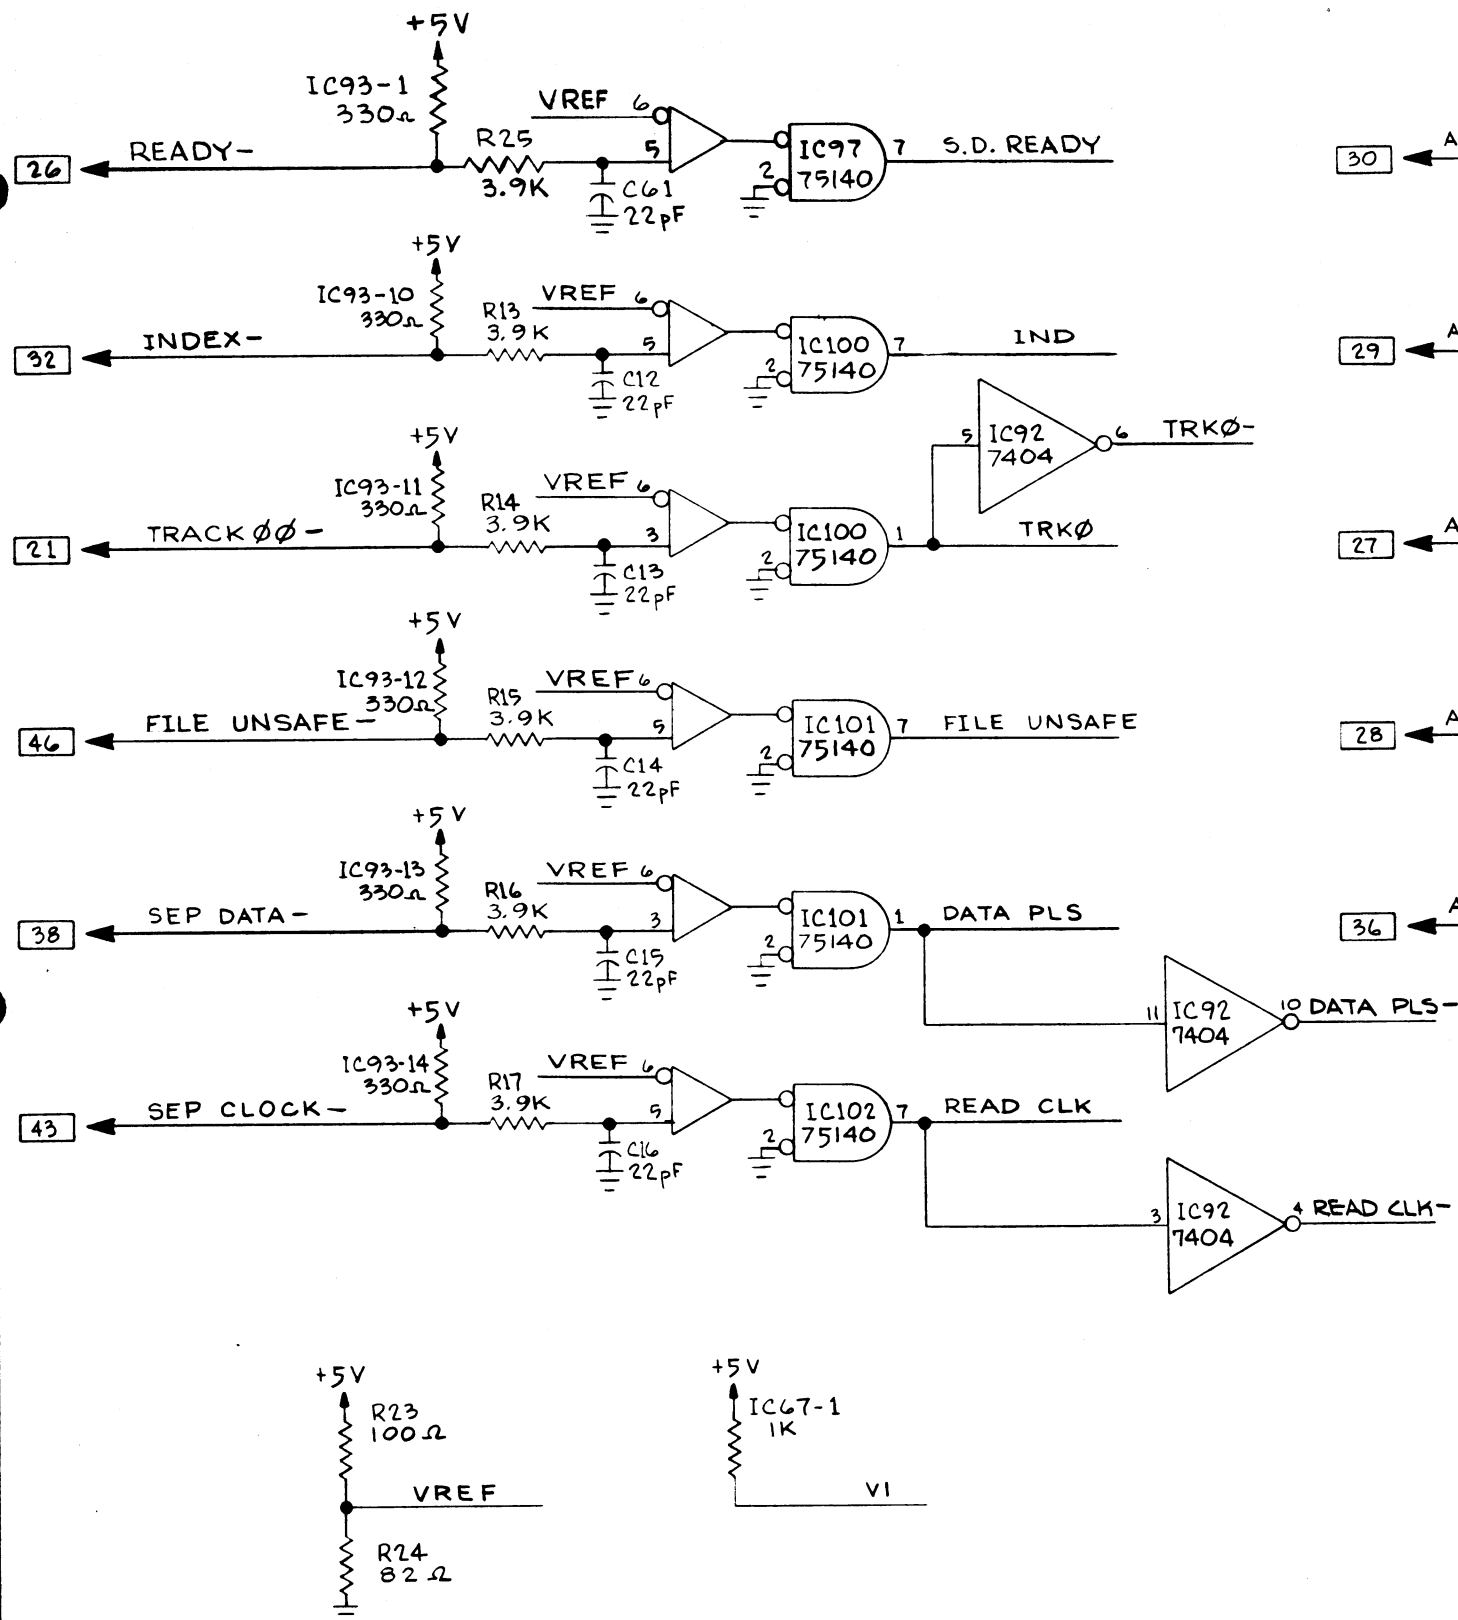 +5V
IC93-1
330Ω
VREF 6
READY-
R25
3.9K
5
26
C61
22pF
2
IC97
75140
7 S.D. READY
30
A
+5V
IC93-10
330Ω
R13
3.9K
VREF 6
INDEX-
5
32
C12
22pF
2
IC100
75140
7
IND
29
A
+5V
IC93-11
330Ω
R14
3.9K
VREF 6
TRACK ØØ-
3
21
C13
22pF
2
IC100
75140
1
TRKØ
5
IC92
7404
6
TRKØ-
27
A
+5V
IC93-12
330Ω
R15
3.9K
VREF 6
FILE UNSAFE-
5
46
C14
22pF
2
IC101
75140
7 FILE UNSAFE
28
A
+5V
IC93-13
330Ω
R16
3.9K
VREF 6
SEP DATA-
3
38
C15
22pF
2
IC101
75140
1
DATA PLS
36
A
11
IC92
7404
10 DATA PLS-
+5V
IC93-14
330Ω
R17
3.9K
VREF 6
SEP CLOCK-
5
43
C16
22pF
2
IC102
75140
7
READ CLK
3
IC92
7404
4 READ CLK-
+5V
R23
100Ω
VREF
R24
82Ω
+5V
IC67-1
1K
V1